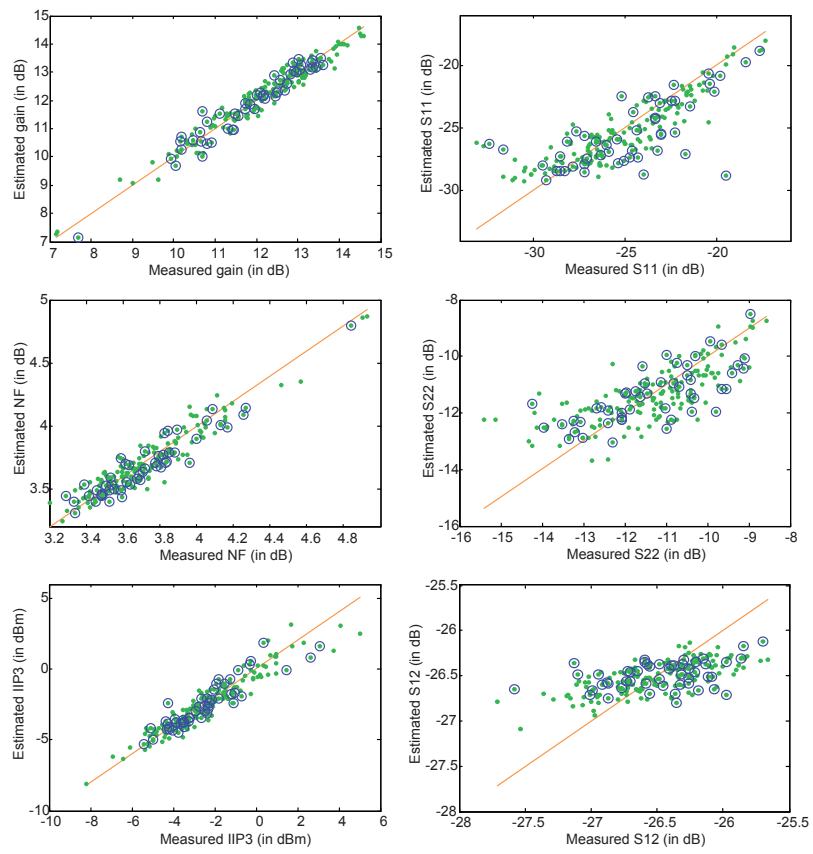 15
14
13
12
11
10
9
8
7
7 8 9 10 11 12 13 14 15
Estimated gain (in dB)
Measured gain (in dB)
-20
-25
-30
-30 -25 -20
Estimated S11 (in dB)
Measured S11 (in dB)
5
4.5
4
3.5
3.2 3.4 3.6 3.8 4 4.2 4.4 4.6 4.8
Estimated NF (in dB)
Measured NF (in dB)
-8
-10
-12
-14
-16
-16 -15 -14 -13 -12 -11 -10 -9 -8
Estimated S22 (in dB)
Measured S22 (in dB)
5
0
-5
-10
-10 -8 -6 -4 -2 0 2 4 6
Estimated IIP3 (in dBm)
Measured IIP3 (in dBm)
-25.5
-26
-26.5
-27
-27.5
-28
-28 -27.5 -27 -26.5 -26 -25.5
Estimated S12 (in dB)
Measured S12 (in dB)